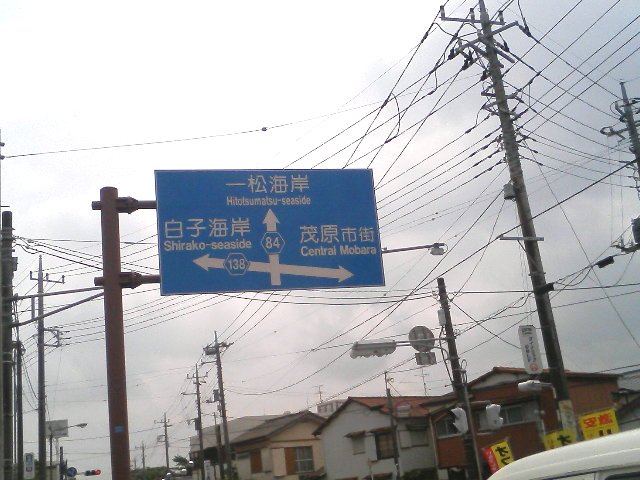 一松海岸
Hitotsumatsu-seaside
白子海岸
Shirako-seaside
84
茂原市街
Central Mobara
138